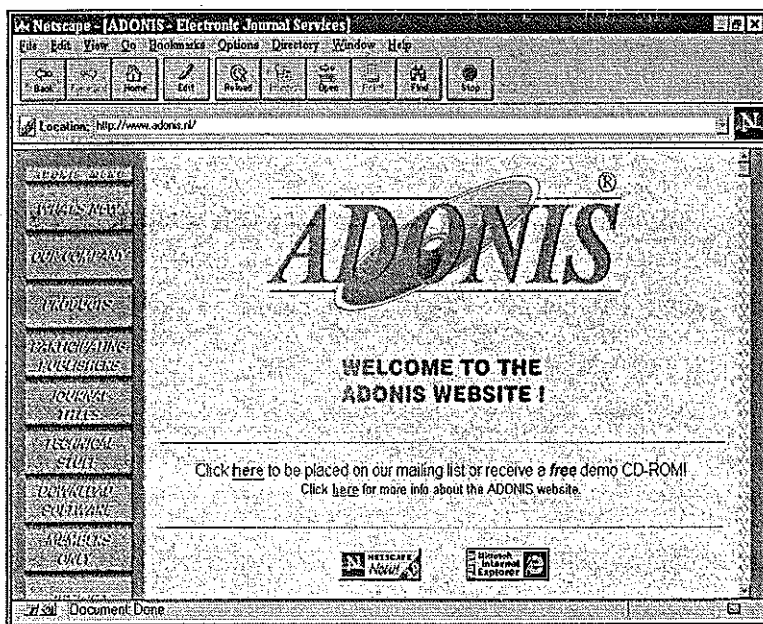 Netscape - [ADONIS - Electronic Journal Services]
File Edit View Go Bookmarks Options Directory Window Help
Back Forward Home Edit Reload Open Print Find Stop
Location: http://www.adonis.nl/
N
WHAT'S NEW
OUR COMPANY
PRODUCTS
PARTICIPATING
PUBLISHERS
JOURNAL
TITLES
TECHNICAL
STUFF
DOWNLOAD
SOFTWARE
MEMBERS
ONLY
ADONIS ®
WELCOME TO THE
ADONIS WEBSITE !
Click here to be placed on our mailing list or receive a free demo CD-ROM!
Click here for more info about the ADONIS website.
N NETSCAPE
Now!
Microsoft
Internet
Explorer
Document Done